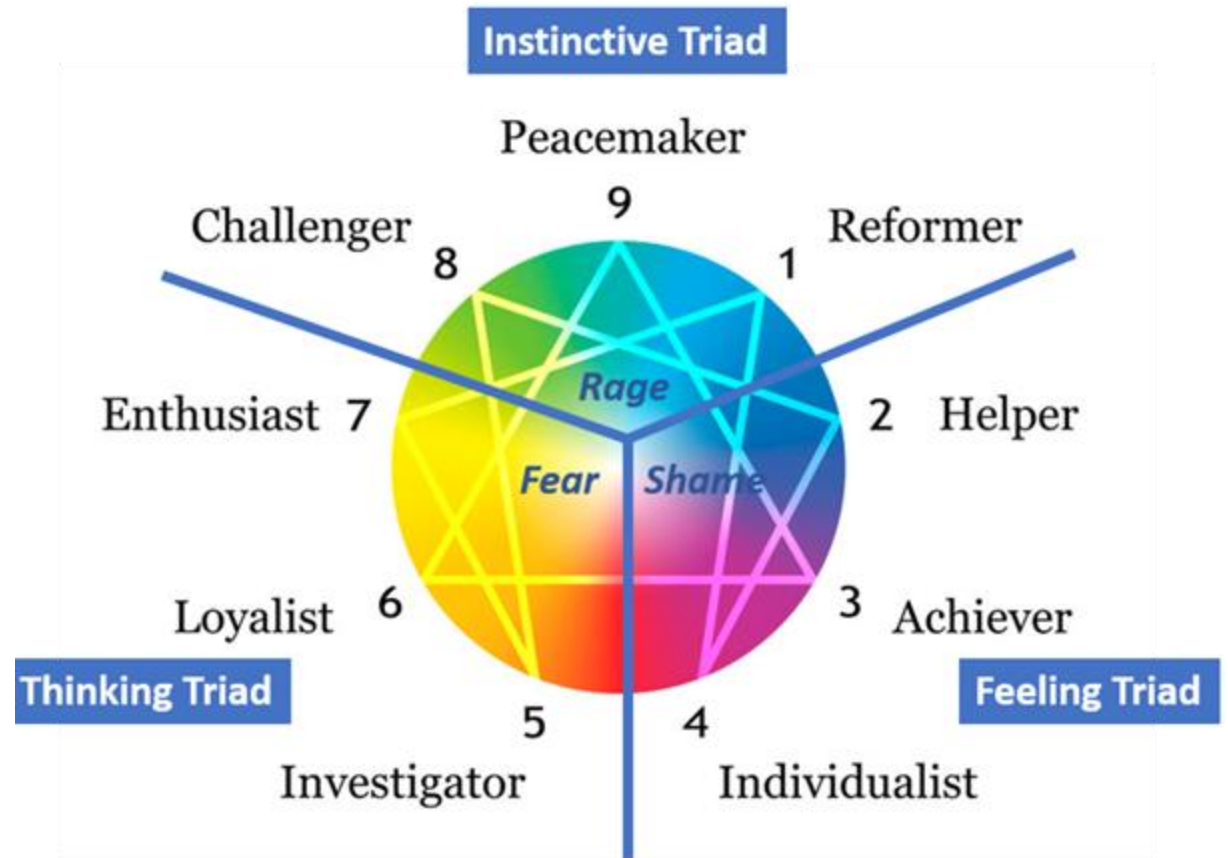 Instinctive Triad
Peacemaker
9
Challenger
8
1
Reformer
Rage
Enthusiast 7
2 Helper
Fear
Shame
Loyalist 6
3 Achiever
Thinking Triad
Feeling Triad
5
4
Investigator
Individualist